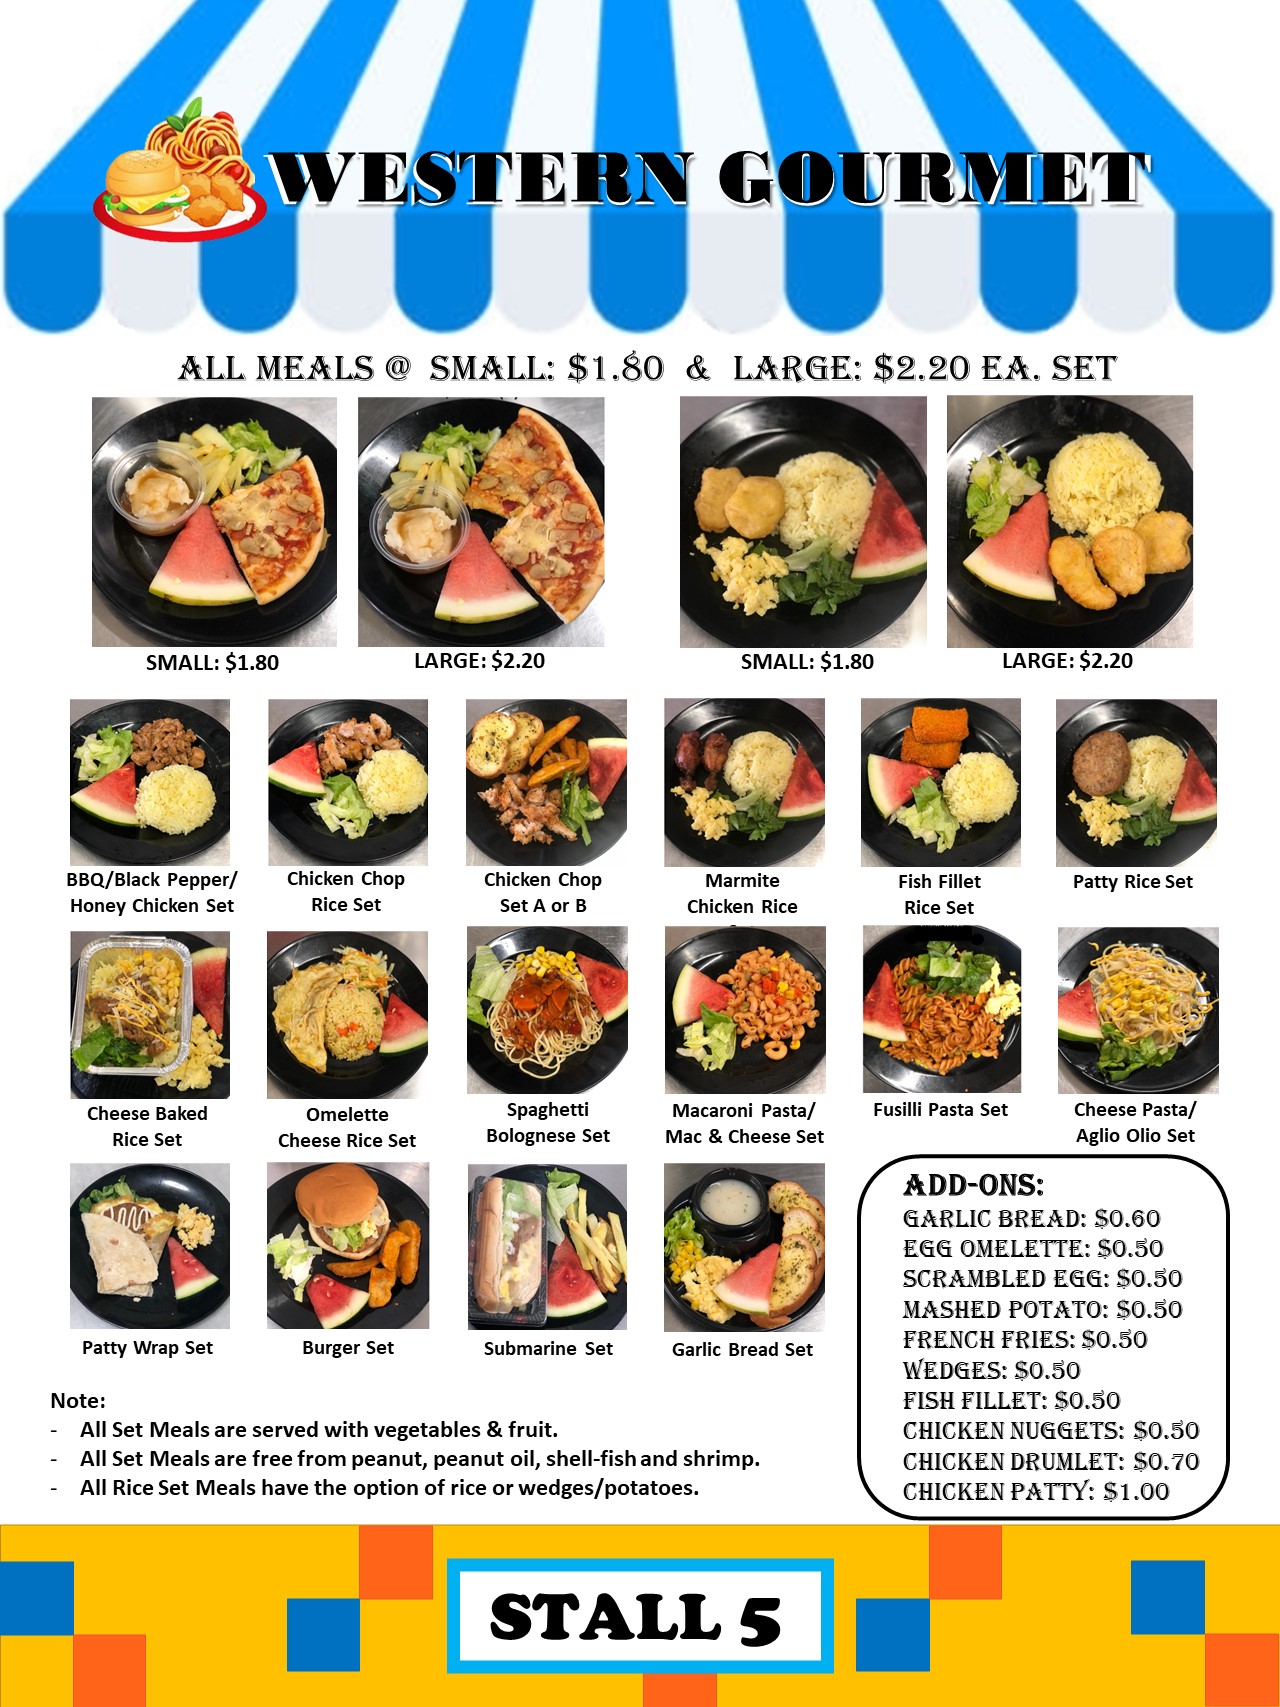 WESTERN GOURMET
ALL MEALS @ SMALL: $1.80 & LARGE: $2.20 EA. SET
SMALL: $1.80
LARGE: $2.20
SMALL: $1.80
LARGE: $2.20
BBQ/Black Pepper/
Honey Chicken Set
Chicken Chop
Rice Set
Chicken Chop
Set A or B
Marmite
Chicken Rice
Fish Fillet
Rice Set
Patty Rice Set
Cheese Baked
Rice Set
Omelette
Cheese Rice Set
Spaghetti
Bolognese Set
Macaroni Pasta/
Mac & Cheese Set
Fusilli Pasta Set
Cheese Pasta/
Aglio Olio Set
Patty Wrap Set
Burger Set
Submarine Set
Garlic Bread Set
ADD-ONS:
GARLIC BREAD: $0.60
EGG OMELETTE: $0.50
SCRAMBLED EGG: $0.50
MASHED POTATO: $0.50
FRENCH FRIES: $0.50
WEDGES: $0.50
FISH FILLET: $0.50
CHICKEN NUGGETS: $0.50
CHICKEN DRUMLET: $0.70
CHICKEN PATTY: $1.00
Note:
- All Set Meals are served with vegetables & fruit.
- All Set Meals are free from peanut, peanut oil, shell-fish and shrimp.
- All Rice Set Meals have the option of rice or wedges/potatoes.
STALL 5